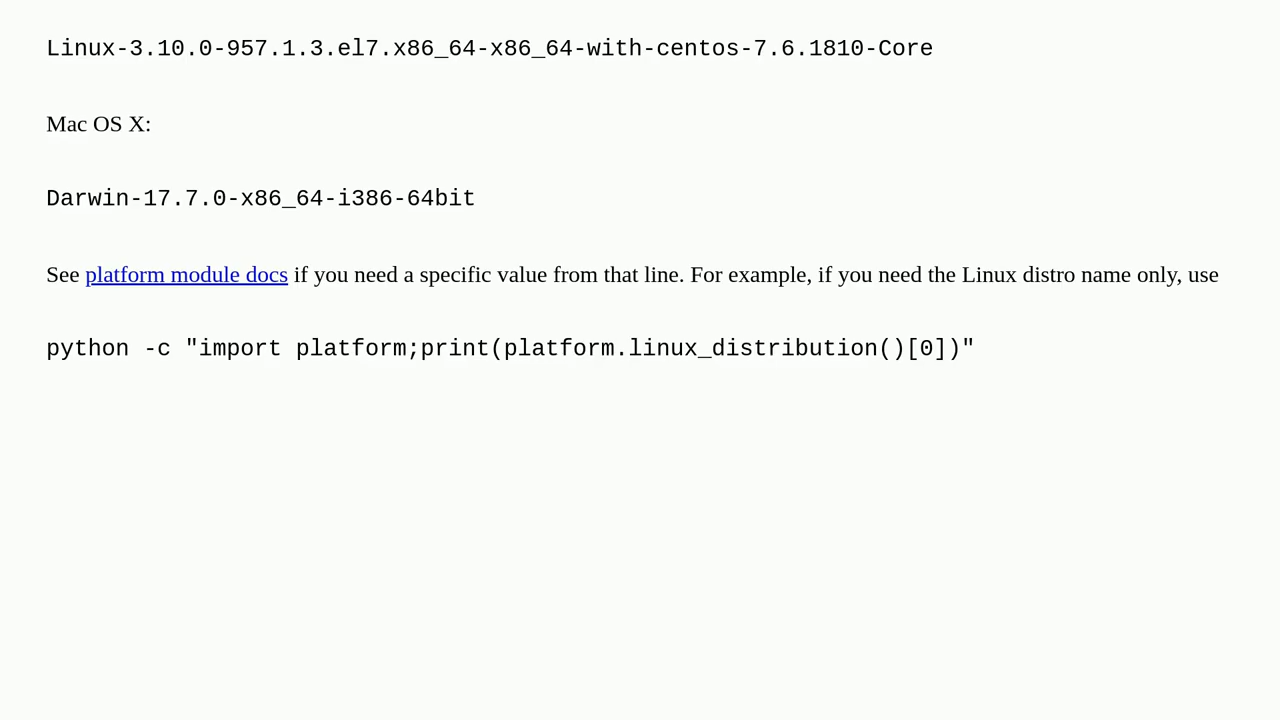 Linux-3.10.0-957.1.3.el7.x86_64-x86_64-with-centos-7.6.1810-Core
Mac OS X:
Darwin-17.7.0-x86_64-i386-64bit
See platform module docs if you need a specific value from that line. For example, if you need the Linux distro name only, use
python -c "import platform;print(platform.linux_distribution()[0])"